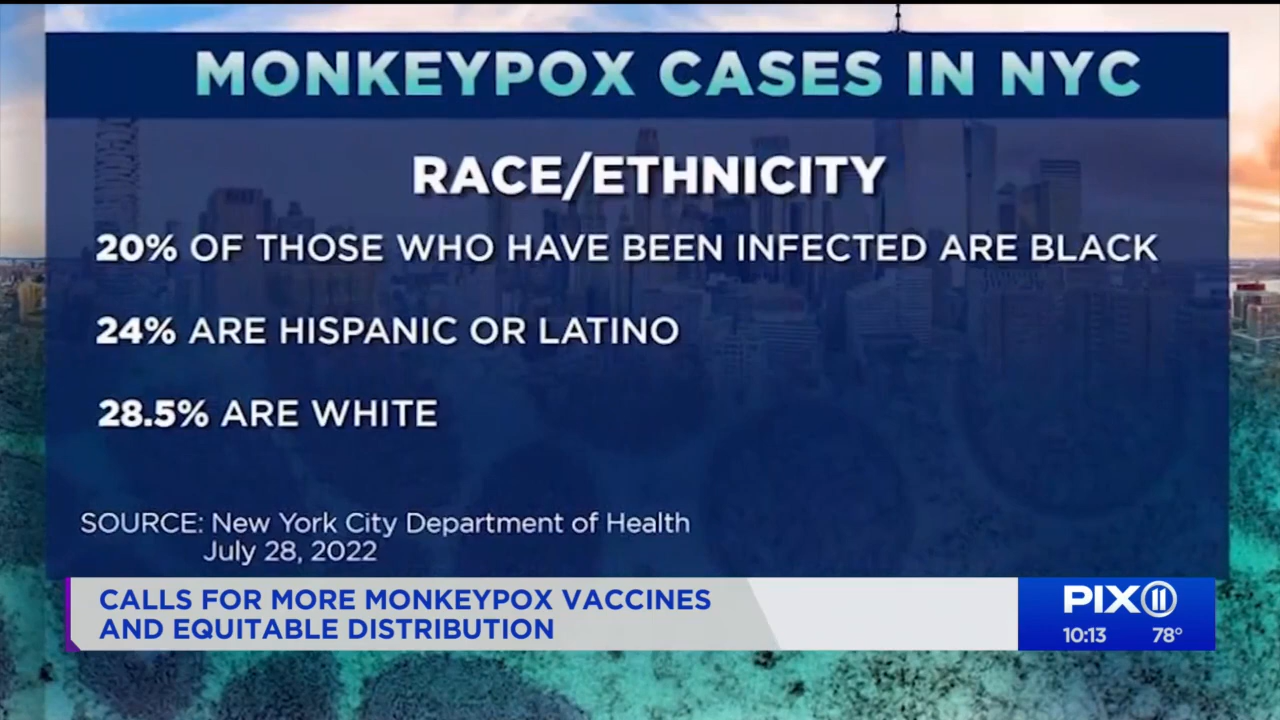 MONKEYPOX CASES IN NYC
RACE/ETHNICITY
20% OF THOSE WHO HAVE BEEN INFECTED ARE BLACK
24% ARE HISPANIC OR LATINO
28.5% ARE WHITE
SOURCE: New York City Department of Health
July 28, 2022
CALLS FOR MORE MONKEYPOX VACCINES
AND EQUITABLE DISTRIBUTION
PIX11
10:13 78°